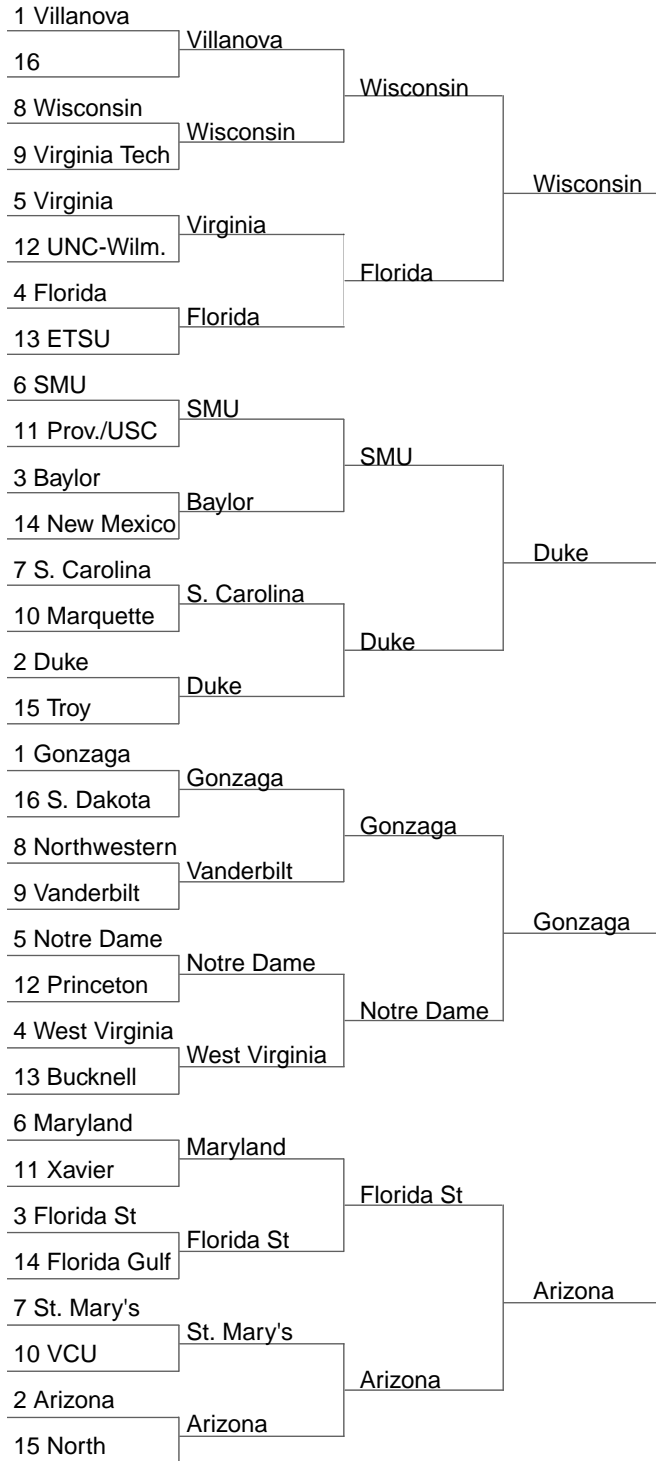 1 Villanova
Villanova
16
Wisconsin
8 Wisconsin
Wisconsin
9 Virginia Tech
Wisconsin
5 Virginia
Virginia
12 UNC-Wilm.
Florida
4 Florida
Florida
13 ETSU
6 SMU
SMU
11 Prov./USC
SMU
3 Baylor
Baylor
14 New Mexico
Duke
7 S. Carolina
S. Carolina
10 Marquette
Duke
2 Duke
Duke
15 Troy
1 Gonzaga
Gonzaga
16 S. Dakota
Gonzaga
8 Northwestern
Vanderbilt
9 Vanderbilt
Gonzaga
5 Notre Dame
Notre Dame
12 Princeton
Notre Dame
4 West Virginia
West Virginia
13 Bucknell
6 Maryland
Maryland
11 Xavier
Florida St
3 Florida St
Florida St
14 Florida Gulf
Arizona
7 St. Mary's
St. Mary's
10 VCU
Arizona
2 Arizona
Arizona
15 North